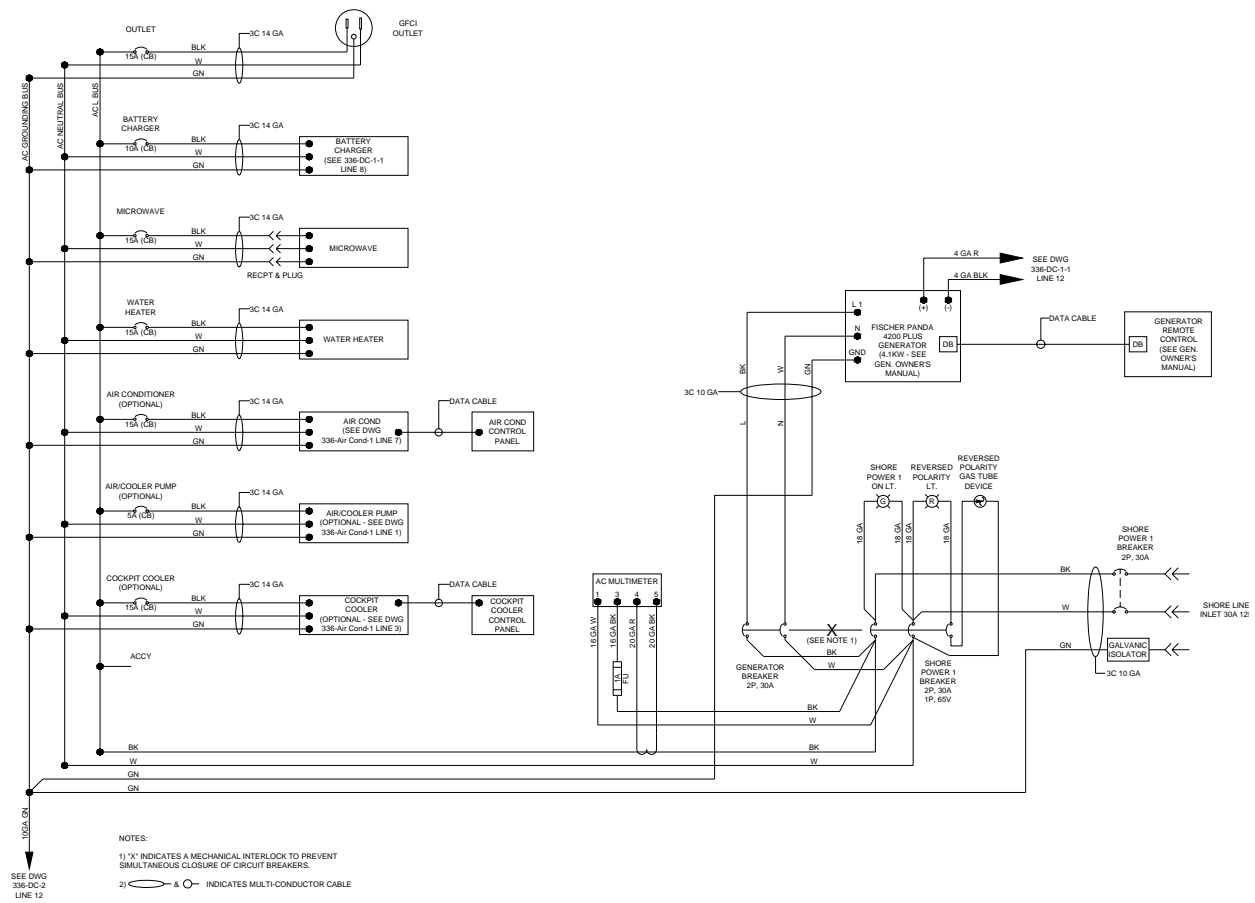 OUTLET
15A (CB)
BLK
W
GN
3C 14 GA
GFCI
OUTLET
AC GROUNDING BUS
AC NEUTRAL BUS
AC L BUS
BATTERY
CHARGER
10A (CB)
BLK
W
GN
3C 14 GA
BATTERY
CHARGER
(SEE 336-DC-1-1
LINE 8)
MICROWAVE
15A (CB)
BLK
W
GN
3C 14 GA
RECPT & PLUG
MICROWAVE
WATER
HEATER
15A (CB)
BLK
W
GN
3C 14 GA
WATER HEATER
AIR CONDITIONER
(OPTIONAL)
15A (CB)
BLK
W
GN
3C 14 GA
AIR COND
(SEE DWG
336-Air Cond-1 LINE 7)
DATA CABLE
AIR COND
CONTROL
PANEL
AIR/COOLER PUMP
(OPTIONAL)
5A (CB)
BLK
W
GN
3C 14 GA
AIR/COOLER PUMP
(OPTIONAL - SEE DWG
336-Air Cond-1 LINE 1)
COCKPIT COOLER
(OPTIONAL)
15A (CB)
BLK
W
GN
3C 14 GA
COCKPIT
COOLER
(OPTIONAL - SEE DWG
336-Air Cond-1 LINE 3)
DATA CABLE
COCKPIT
COOLER
CONTROL
PANEL
ACCY
BK
W
GN
GN
10GA GN
SEE DWG
336-DC-2
LINE 12
4 GA R
4 GA BLK
SEE DWG
336-DC-1-1
LINE 12
L 1
N
GND
(+)
(-)
FISCHER PANDA
4200 PLUS
GENERATOR
(4.1KW - SEE
GEN. OWNER'S
MANUAL)
DB
DATA CABLE
DB
GENERATOR
REMOTE
CONTROL
(SEE GEN.
OWNER'S
MANUAL)
BK
W
GN
3C 10 GA
L
N
SHORE
POWER 1
ON LT.
G
REVERSED
POLARITY
LT.
R
REVERSED
POLARITY
GAS TUBE
DEVICE
18 GA
18 GA
18 GA
18 GA
AC MULTIMETER
1
3
4
5
16 GA W
16 GA BK
20 GA R
20 GA BK
1A
FU
X
(SEE NOTE 1)
BK
W
GENERATOR
BREAKER
2P, 30A
SHORE
POWER 1
BREAKER
2P, 30A
1P, 65V
BK
W
BK
W
SHORE
POWER 1
BREAKER
2P, 30A
BK
W
GN
GALVANIC
ISOLATOR
3C 10 GA
SHORE LINE
INLET 30A
NOTES:
1) "X" INDICATES A MECHANICAL INTERLOCK TO PREVENT
SIMULTANEOUS CLOSURE OF CIRCUIT BREAKERS.
2) & INDICATES MULTI-CONDUCTOR CABLE